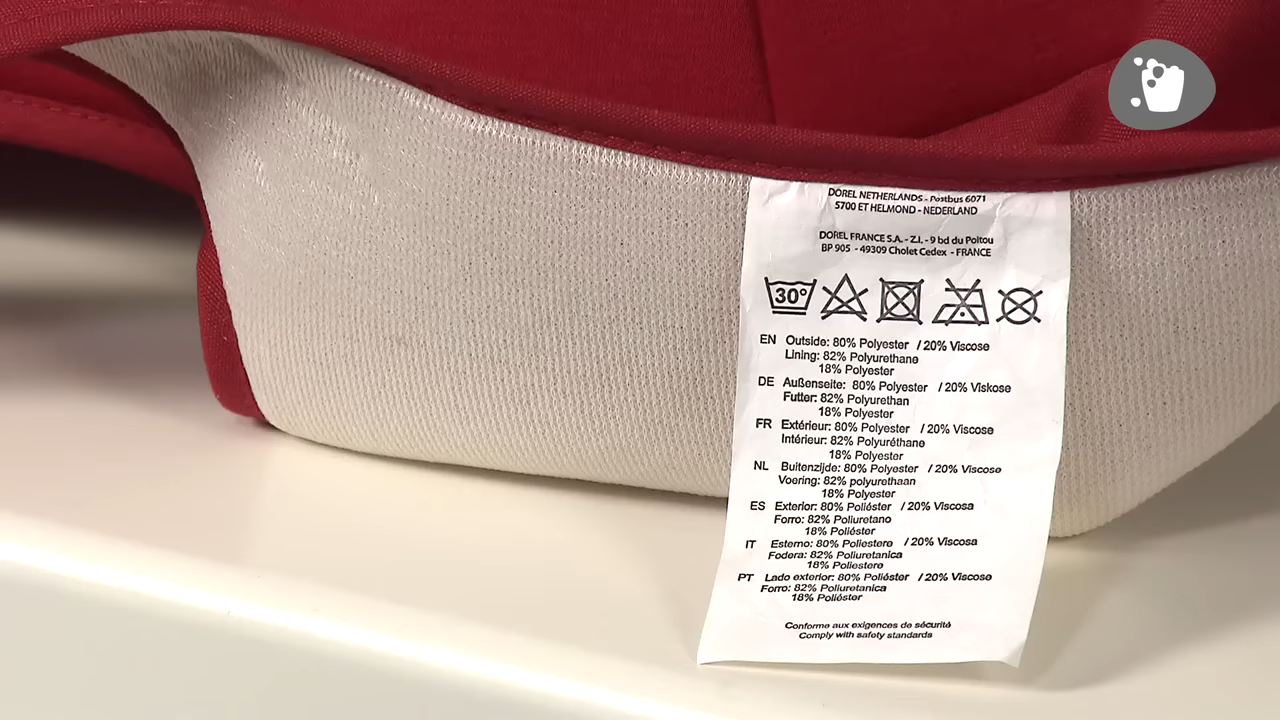 DOREL NETHERLANDS - Postbus 6071
5700 ET HELMOND - NEDERLAND
DOREL FRANCE S.A. - Z.I. - 9 bd du Poitou
BP 905 - 49309 Cholet Cedex - FRANCE
30°
EN Outside: 80% Polyester / 20% Viscose
Lining: 82% Polyurethane
18% Polyester
DE Außenseite: 80% Polyester / 20% Viskose
Futter: 82% Polyurethan
18% Polyester
FR Extérieur: 80% Polyester / 20% Viscose
Intérieur: 82% Polyuréthane
18% Polyester
NL Buitenzijde: 80% Polyester / 20% Viscose
Voering: 82% polyurethaan
18% Polyester
ES Exterior: 80% Poliéster / 20% Viscosa
Forro: 82% Poliuretano
18% Poliéster
IT Esterno: 80% Poliestere / 20% Viscosa
Fodera: 82% Poliuretanica
18% Poliestere
PT Lado exterior: 80% Poliéster / 20% Viscose
Forro: 82% Poliuretanica
18% Poliéster
Conforme aux exigences de sécurité
Comply with safety standards